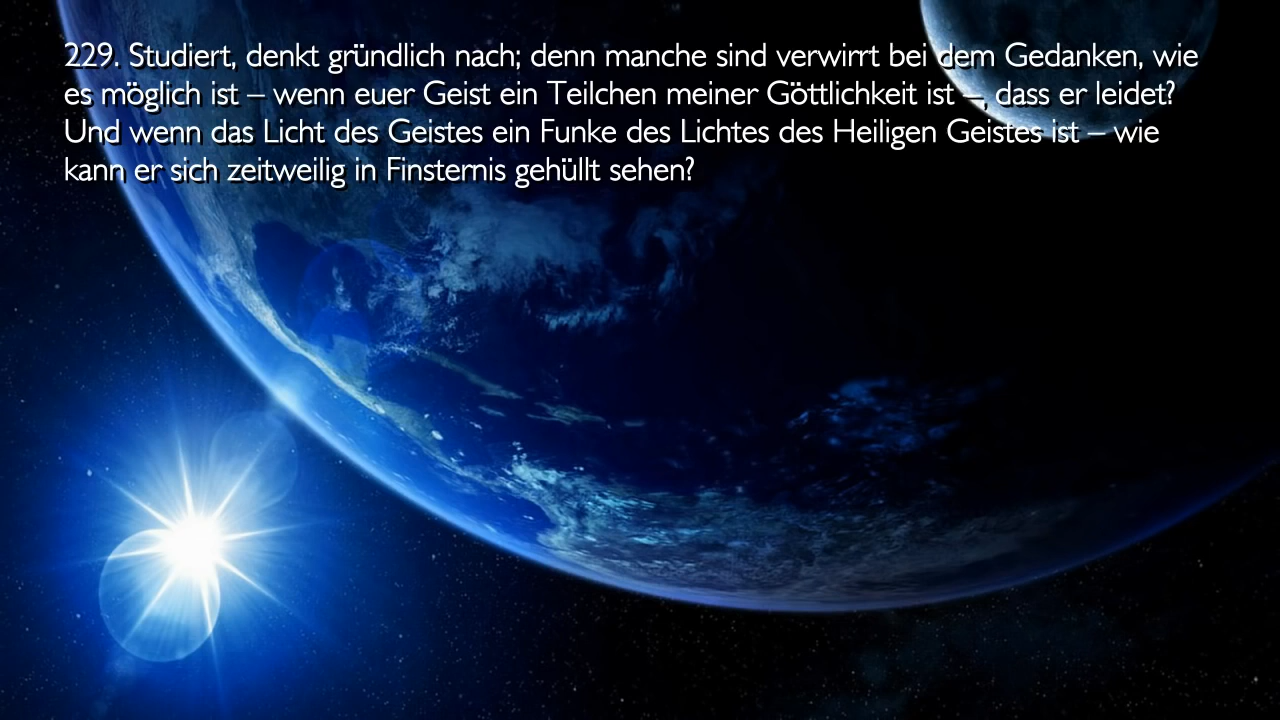 229. Studiert, denkt gründlich nach; denn manche sind verwirrt bei dem Gedanken, wie
es möglich ist – wenn euer Geist ein Teilchen meiner Göttlichkeit ist –, dass er leidet?
Und wenn das Licht des Geistes ein Funke des Lichtes des Heiligen Geistes ist – wie
kann er sich zeitweilig in Finsternis gehüllt sehen?